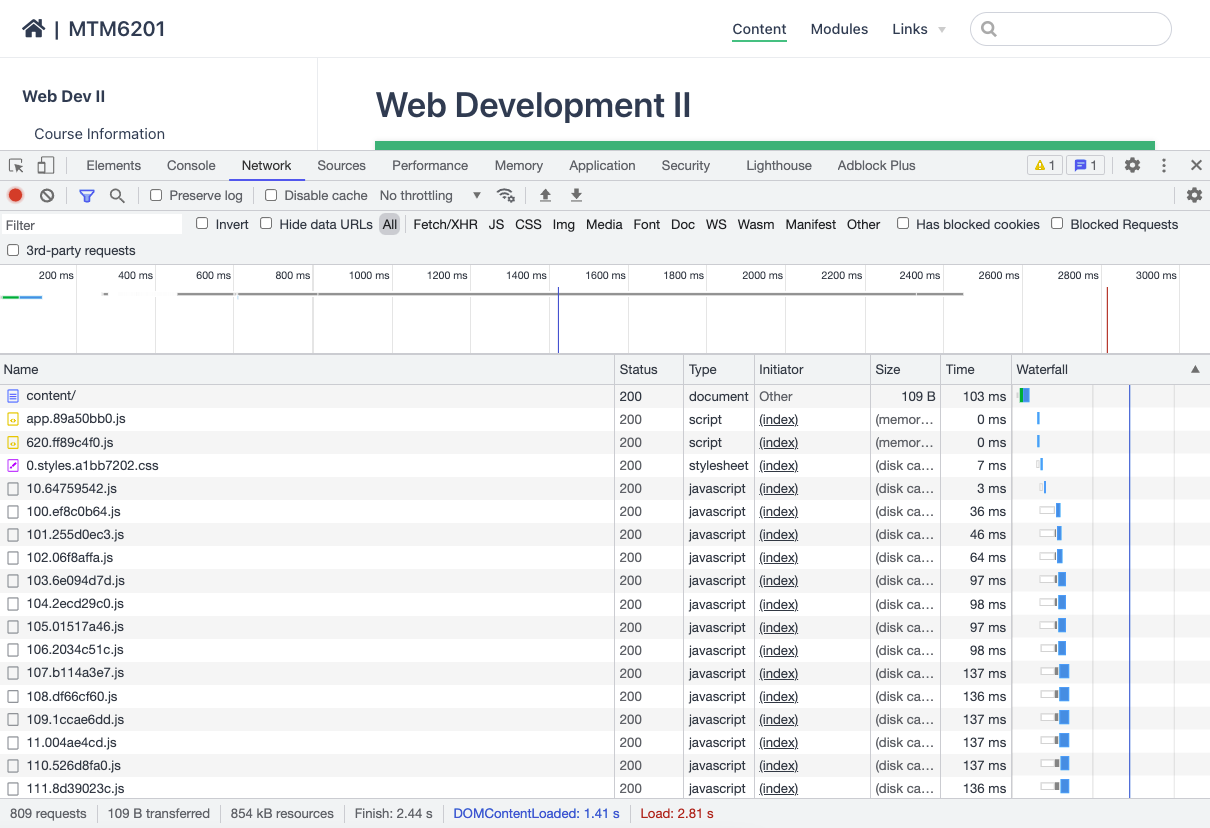 | MTM6201
Content Modules Links
Web Dev II
Course Information
Web Development II
Elements Console Network Sources Performance Memory Application Security Lighthouse Adblock Plus 1 1
Preserve log Disable cache No throttling
Filter Invert Hide data URLs All Fetch/XHR JS CSS Img Media Font Doc WS Wasm Manifest Other Has blocked cookies Blocked Requests
3rd-party requests
200 ms 400 ms 600 ms 800 ms 1000 ms 1200 ms 1400 ms 1600 ms 1800 ms 2000 ms 2200 ms 2400 ms 2600 ms 2800 ms 3000 ms
Name Status Type Initiator Size Time Waterfall
content/ 200 document Other 109 B 103 ms
app.89a50bb0.js 200 script (index) (memor… 0 ms
620.ff89c4f0.js 200 script (index) (memor… 0 ms
0.styles.a1bb7202.css 200 stylesheet (index) (disk ca… 7 ms
10.64759542.js 200 javascript (index) (disk ca… 3 ms
100.ef8c0b64.js 200 javascript (index) (disk ca… 36 ms
101.255d0ec3.js 200 javascript (index) (disk ca… 46 ms
102.06f8affa.js 200 javascript (index) (disk ca… 64 ms
103.6e094d7d.js 200 javascript (index) (disk ca… 97 ms
104.2ecd29c0.js 200 javascript (index) (disk ca… 98 ms
105.01517a46.js 200 javascript (index) (disk ca… 97 ms
106.2034c51c.js 200 javascript (index) (disk ca… 98 ms
107.b114a3e7.js 200 javascript (index) (disk ca… 137 ms
108.df66cf60.js 200 javascript (index) (disk ca… 136 ms
109.1ccae6dd.js 200 javascript (index) (disk ca… 137 ms
11.004ae4cd.js 200 javascript (index) (disk ca… 137 ms
110.526d8fa0.js 200 javascript (index) (disk ca… 137 ms
111.8d39023c.js 200 javascript (index) (disk ca… 136 ms
809 requests 109 B transferred 854 kB resources Finish: 2.44 s DOMContentLoaded: 1.41 s Load: 2.81 s